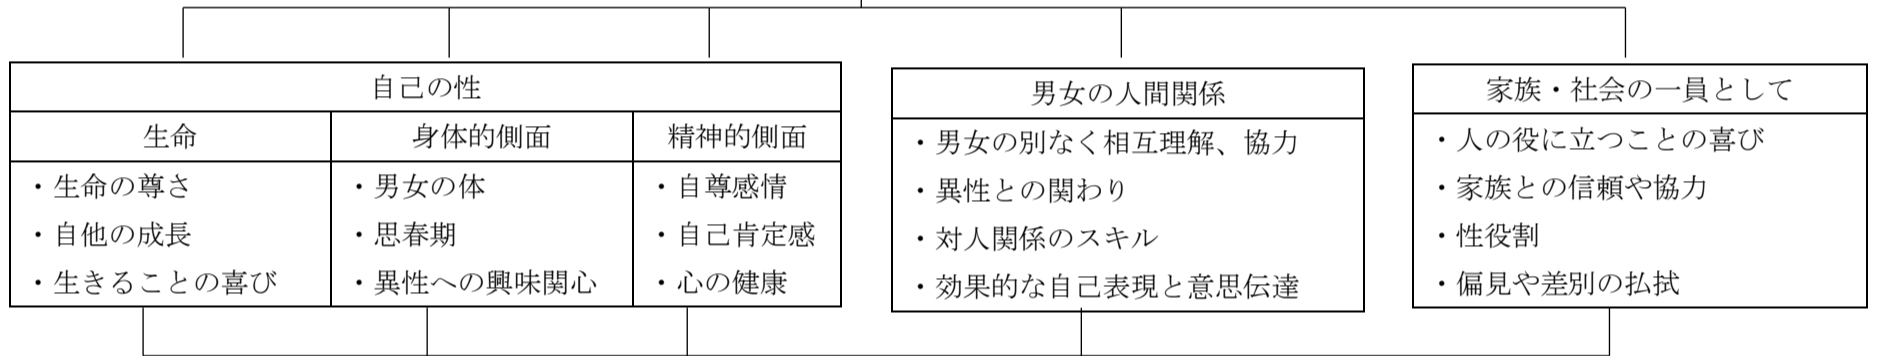 自己の性
生命
・生命の尊さ
・自他の成長
・生きることの喜び
身体的側面
・男女の体
・思春期
・異性への興味関心
精神的側面
・自尊感情
・自己肯定感
・心の健康
男女の人間関係
・男女の別なく相互理解、協力
・異性との関わり
・対人関係のスキル
・効果的な自己表現と意思伝達
家族・社会の一員として
・人の役に立つことの喜び
・家族との信頼や協力
・性役割
・偏見や差別の払拭